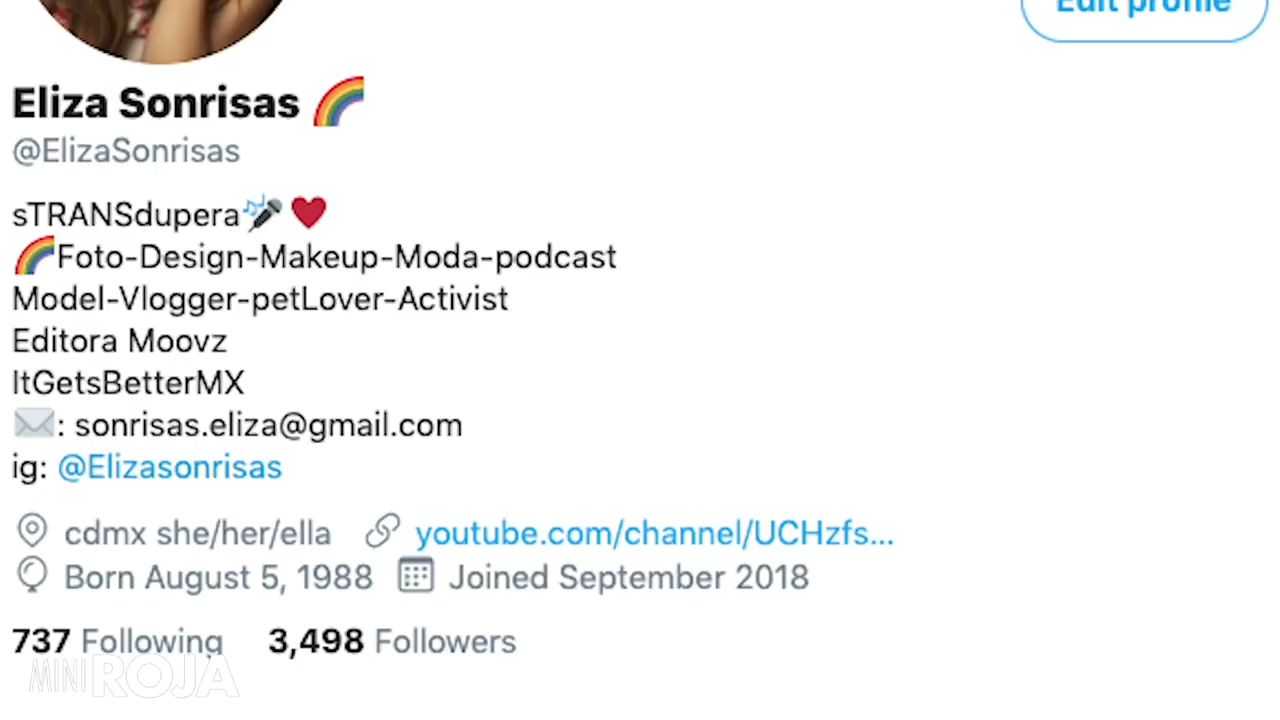 Edit profile
Eliza Sonrisas 🌈
@ElizaSonrisas
sTRANSdupera🎤❤️
🌈Foto-Design-Makeup-Moda-podcast
Model-Vlogger-petLover-Activist
Editora Moovz
ItGetsBetterMX
✉️: sonrisas.eliza@gmail.com
ig: @Elizasonrisas
cdmx she/her/ella youtube.com/channel/UCHzfs...
Born August 5, 1988 Joined September 2018
737 Following 3,498 Followers
MINI ROJA